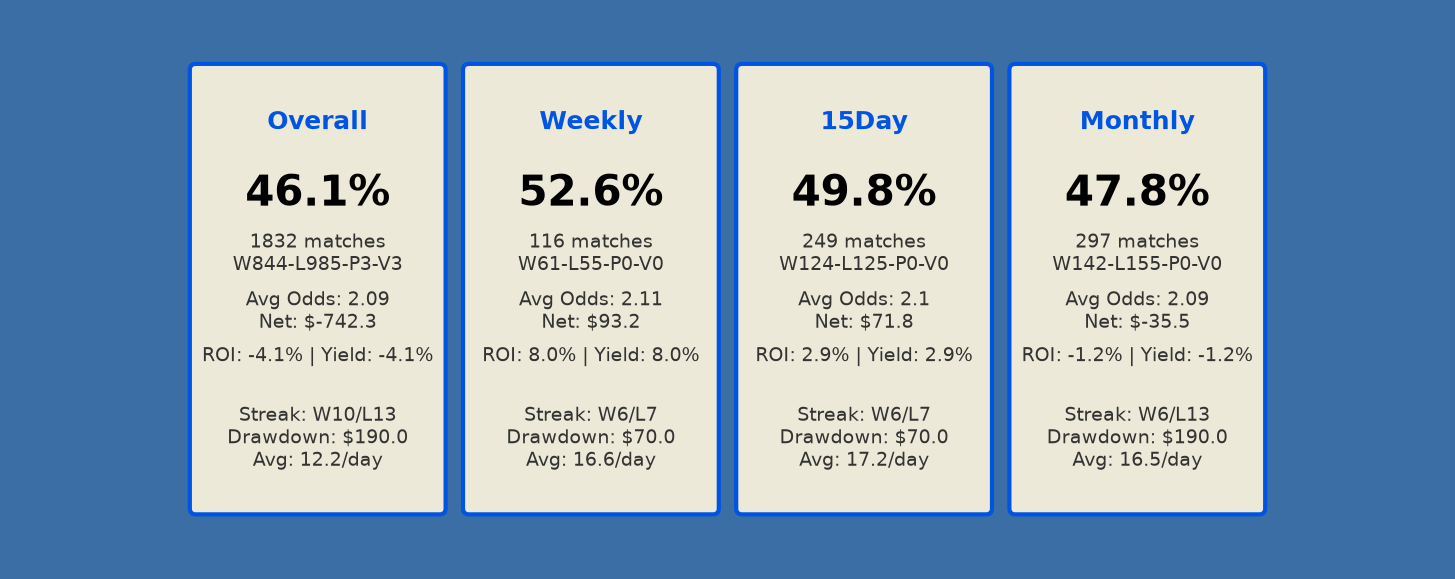 Overall
46.1%
1832 matches
W844-L985-P3-V3
Avg Odds: 2.09
Net: $-742.3
ROI: -4.1% | Yield: -4.1%
Streak: W10/L13
Drawdown: $190.0
Avg: 12.2/day
Weekly
52.6%
116 matches
W61-L55-P0-V0
Avg Odds: 2.11
Net: $93.2
ROI: 8.0% | Yield: 8.0%
Streak: W6/L7
Drawdown: $70.0
Avg: 16.6/day
15Day
49.8%
249 matches
W124-L125-P0-V0
Avg Odds: 2.1
Net: $71.8
ROI: 2.9% | Yield: 2.9%
Streak: W6/L7
Drawdown: $70.0
Avg: 17.2/day
Monthly
47.8%
297 matches
W142-L155-P0-V0
Avg Odds: 2.09
Net: $-35.5
ROI: -1.2% | Yield: -1.2%
Streak: W6/L13
Drawdown: $190.0
Avg: 16.5/day